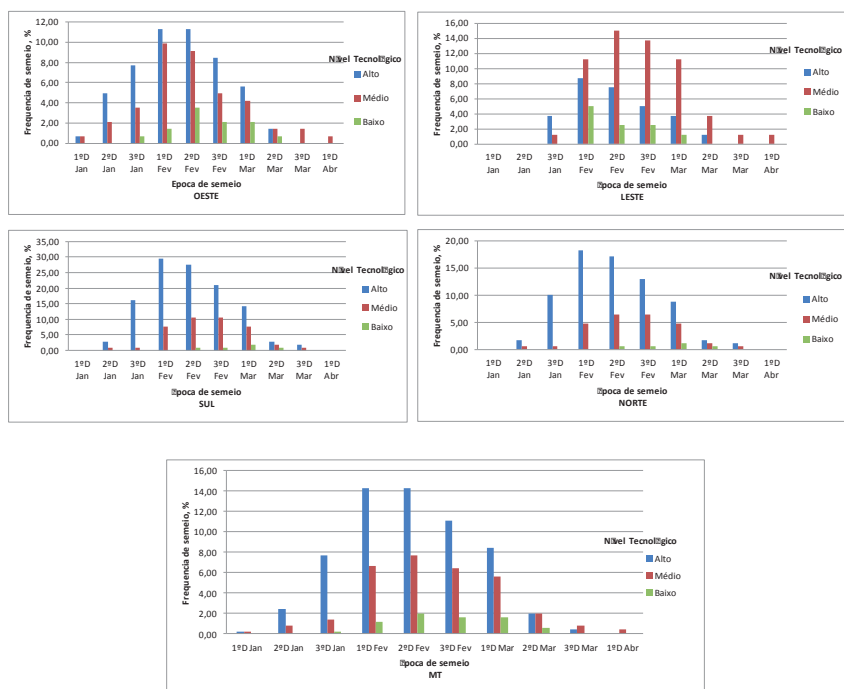 12,00
10,00
8,00
6,00
4,00
2,00
0,00
Frequencia de semeio, %
1ºD Jan
2ºD Jan
3ºD Jan
1ºD Fev
2ºD Fev
3ºD Fev
1ºD Mar
2ºD Mar
3ºD Mar
1ºD Abr
Epoca de semeio
OESTE
Alto
Médio
Baixo
16,00
14,00
12,00
10,00
8,00
6,00
4,00
2,00
0,00
Frequencia de semeio, %
1ºD Jan
2ºD Jan
3ºD Jan
1ºD Fev
2ºD Fev
3ºD Fev
1ºD Mar
2ºD Mar
3ºD Mar
1ºD Abr
de semeio
LESTE
Alto
Médio
Baixo
35,00
30,00
25,00
20,00
15,00
10,00
5,00
0,00
Frequencia de semeio, %
1ºD Jan
2ºD Jan
3ºD Jan
1ºD Fev
2ºD Fev
3ºD Fev
1ºD Mar
2ºD Mar
3ºD Mar
1ºD Abr
de semeio
SUL
Alto
Médio
Baixo
20,00
15,00
10,00
5,00
0,00
Frequencia de semeio, %
1ºD Jan
2ºD Jan
3ºD Jan
1ºD Fev
2ºD Fev
3ºD Fev
1ºD Mar
2ºD Mar
3ºD Mar
1ºD Abr
de semeio
NORTE
Alto
Médio
Baixo
16,00
14,00
12,00
10,00
8,00
6,00
4,00
2,00
0,00
Frequencia de semeio, %
1ºD Jan
2ºD Jan
3ºD Jan
1ºD Fev
2ºD Fev
3ºD Fev
1ºD Mar
2ºD Mar
3ºD Mar
1ºD Abr
de semeio
MT
Alto
Médio
Baixo